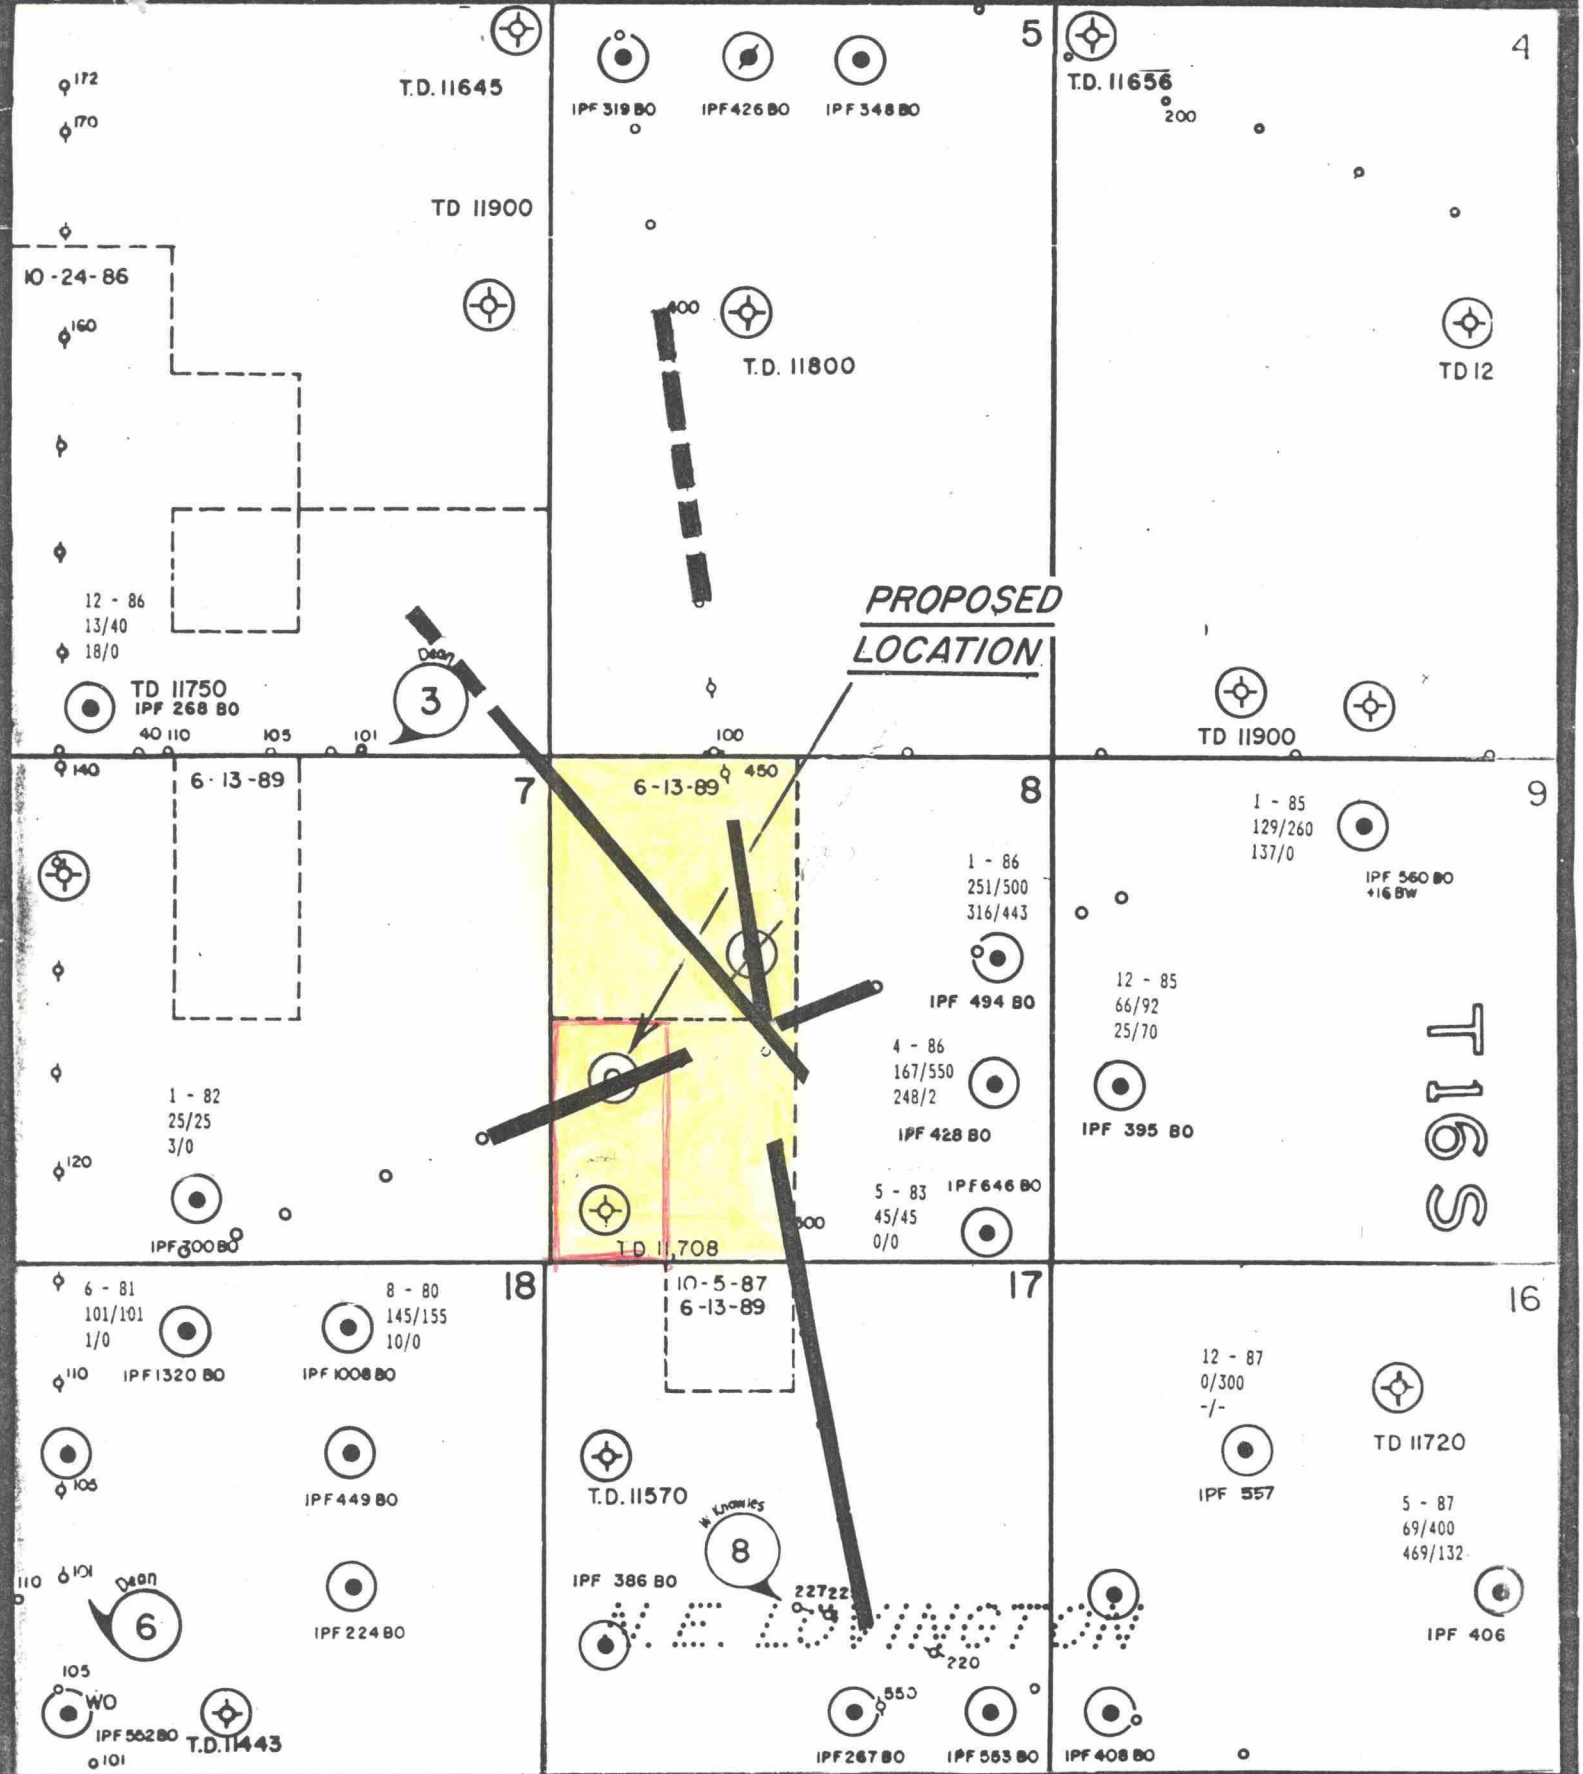 5
4
172
170
T.D. 11645
IPF 319 BO
IPF 426 BO
IPF 348 BO
T.D. 11656
200
TD 11900
10-24-86
160
400
T.D. 11800
TD 12
12 - 86
13/40
18/0
PROPOSED
LOCATION
Dean
3
TD 11750
IPF 268 BO
40 110
105
101
100
TD 11900
140
6-13-89
7
6-13-89
450
8
9
1 - 85
129/260
137/0
IPF 560 BO
+16 BW
1 - 86
251/500
316/443
IPF 494 BO
12 - 85
66/92
25/70
IPF 395 BO
T 16 S
4 - 86
167/550
248/2
IPF 428 BO
1 - 82
25/25
3/0
120
IPF 300 BO
5 - 83
45/45
0/0
IPF 646 BO
500
TD 11,708
6 - 81
101/101
1/0
8 - 80
145/155
10/0
18
10-5-87
6-13-89
17
16
110
IPF 1320 BO
IPF 1008 BO
12 - 87
0/300
-/-
TD 11720
105
IPF 449 BO
T.D. 11570
IPF 557
5 - 87
69/400
469/132
W Knowles
8
110
101
Dean
6
IPF 224 BO
IPF 386 BO
227
22
N.E. LOVINGTON
220
IPF 406
105
WO
IPF 552 BO
T.D. 11443
101
550
IPF 267 BO
IPF 553 BO
IPF 408 BO